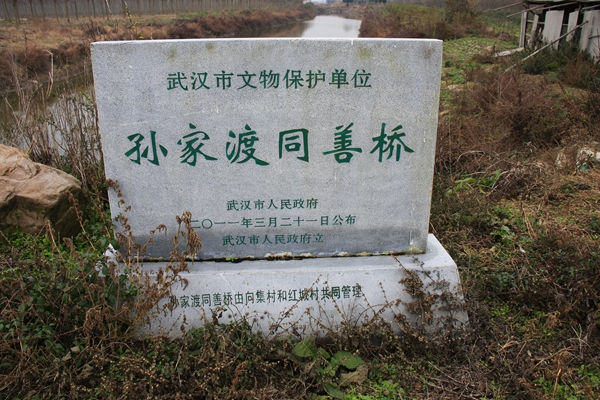 武汉市文物保护单位
孙家渡同善桥
武汉市人民政府
二〇一一年三月二十一日公布
武汉市人民政府立
孙家渡同善桥由向集村和红城村共同管理